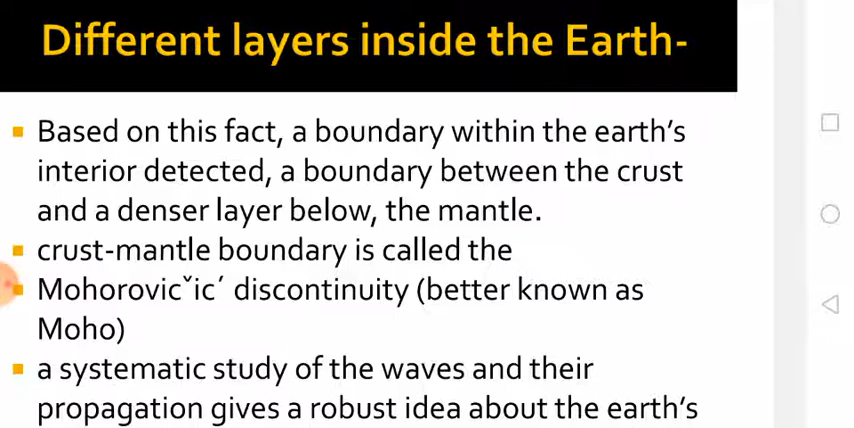 Different layers inside the Earth-
Based on this fact, a boundary within the earth's
interior detected, a boundary between the crust
and a denser layer below, the mantle.
crust-mantle boundary is called the
Mohorovicˇic´ discontinuity (better known as
Moho)
a systematic study of the waves and their
propagation gives a robust idea about the earth's